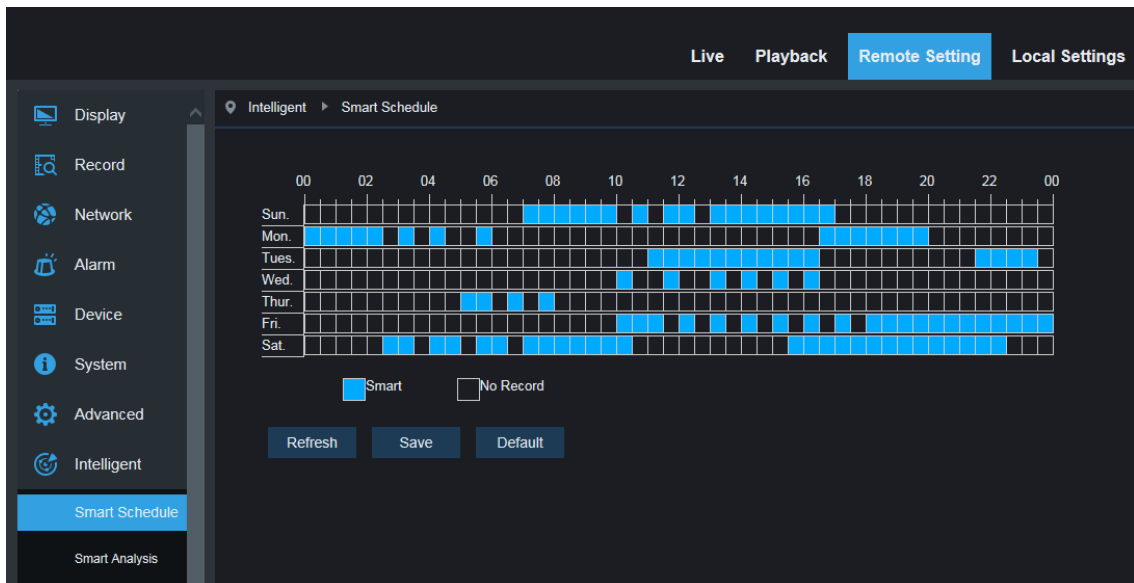 Live Playback Remote Setting Local Settings
Display
Record
Network
Alarm
Device
System
Advanced
Intelligent
Smart Schedule
Smart Analysis
Intelligent Smart Schedule
00 02 04 06 08 10 12 14 16 18 20 22 00
Sun.
Mon.
Tues.
Wed.
Thur.
Fri.
Sat.
Smart No Record
Refresh Save Default